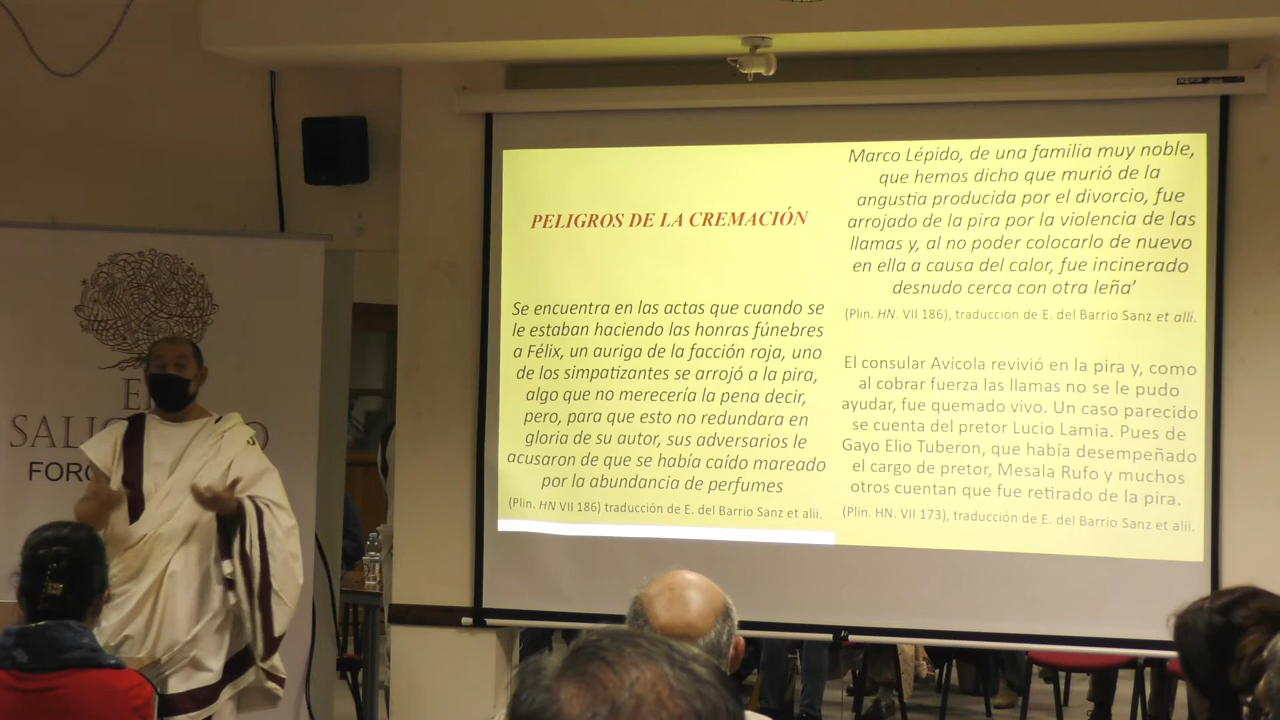 PELIGROS DE LA CREMACIÓN
Se encuentra en las actas que cuando se
le estaban haciendo las honras fúnebres
a Félix, un auriga de la facción roja, uno
de los simpatizantes se arrojó a la pira,
algo que no merecería la pena decir,
pero, para que esto no redundara en
gloria de su autor, sus adversarios le
acusaron de que se había caído mareado
por la abundancia de perfumes
(Plin. HN VII 186) traducción de E. del Barrio Sanz et alii.
Marco Lépido, de una familia muy noble,
que hemos dicho que murió de la
angustia producida por el divorcio, fue
arrojado de la pira por la violencia de las
llamas y, al no poder colocarlo de nuevo
en ella a causa del calor, fue incinerado
desnudo cerca con otra leña’
(Plin. HN. VII 186), traducción de E. del Barrio Sanz et alli.
El consular Avícola revivió en la pira y, como
al cobrar fuerza las llamas no se le pudo
ayudar, fue quemado vivo. Un caso parecido
se cuenta del pretor Lucio Lamia. Pues de
Gayo Elio Tuberon, que había desempeñado
el cargo de pretor, Mesala Rufo y muchos
otros cuentan que fue retirado de la pira.
(Plin. HN. VII 173), traducción de E. del Barrio Sanz et alii.